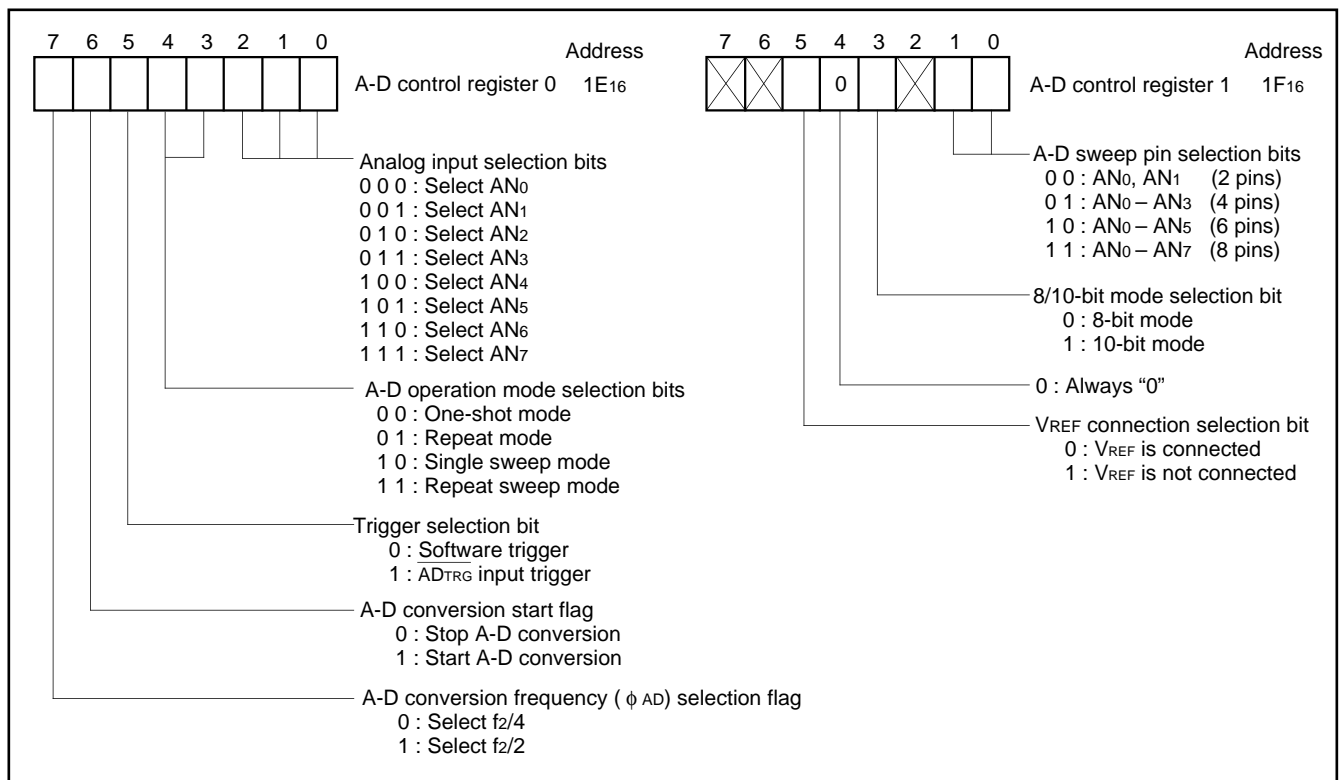 7 6 5 4 3 2 1 0
Address
A-D control register 0 1E16
Analog input selection bits
0 0 0 : Select AN0
0 0 1 : Select AN1
0 1 0 : Select AN2
0 1 1 : Select AN3
1 0 0 : Select AN4
1 0 1 : Select AN5
1 1 0 : Select AN6
1 1 1 : Select AN7
A-D operation mode selection bits
0 0 : One-shot mode
0 1 : Repeat mode
1 0 : Single sweep mode
1 1 : Repeat sweep mode
Trigger selection bit
0 : Software trigger
1 : ADTRG input trigger
A-D conversion start flag
0 : Stop A-D conversion
1 : Start A-D conversion
A-D conversion frequency ( ϕ AD) selection flag
0 : Select f2/4
1 : Select f2/2
7 6 5 4 3 2 1 0
Address
0
A-D control register 1 1F16
A-D sweep pin selection bits
0 0 : AN0, AN1 (2 pins)
0 1 : AN0 – AN3 (4 pins)
1 0 : AN0 – AN5 (6 pins)
1 1 : AN0 – AN7 (8 pins)
8/10-bit mode selection bit
0 : 8-bit mode
1 : 10-bit mode
0 : Always “0”
VREF connection selection bit
0 : VREF is connected
1 : VREF is not connected